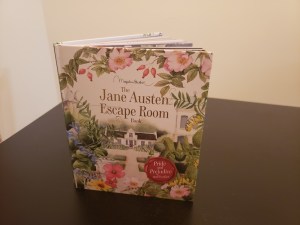 The
Jane Austen
Escape Room
Book
Pride
and
Prejudice